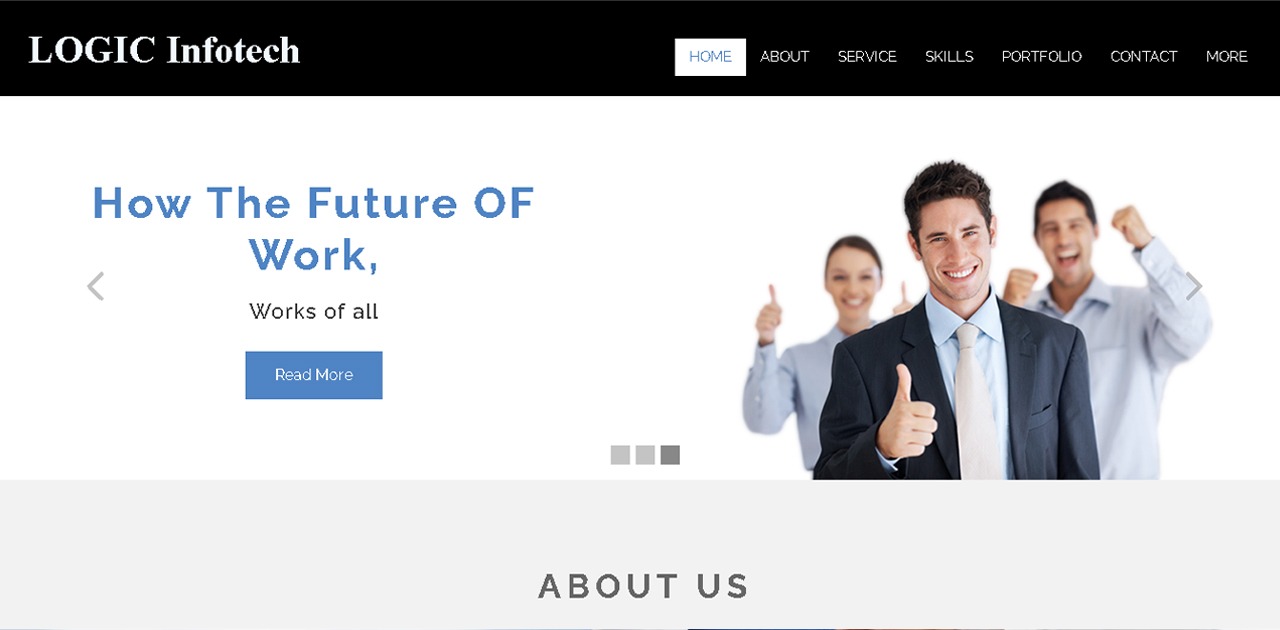 LOGIC Infotech
HOME ABOUT SERVICE SKILLS PORTFOLIO CONTACT MORE
How The Future OF
Work,
Works of all
Read More
ABOUT US